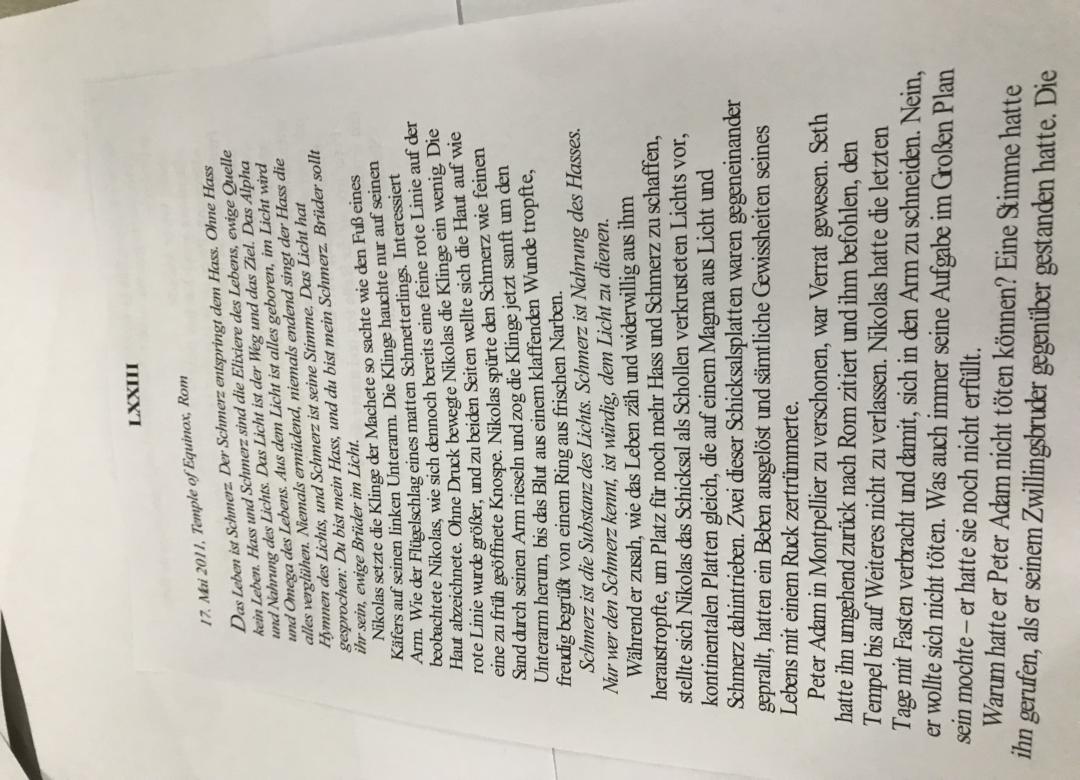 LXXIII
17. Mai 2011, Temple of Equinox, Rom
Das Leben ist Schmerz. Der Schmerz entspringt dem Hass. Ohne Hass
kein Leben. Hass und Schmerz sind die Elixiere des Lebens, ewige Quelle
und Nahrung des Lichts. Das Licht ist der Weg und das Ziel. Das Alpha
und Omega des Lebens. Aus dem Licht ist alles geboren, im Licht wird
alles verglühen. Niemals ermüdend, niemals endend singt der Hass die
Hymnen des Lichts, und Schmerz ist seine Stimme. Das Licht hat
gesprochen: Du bist mein Hass, und du bist mein Schmerz. Brüder sollt
ihr sein, ewige Brüder im Licht.
Nikolas setzte die Klinge der Machete so sachte wie den Fuß eines
Käfers auf seinen linken Unterarm. Die Klinge hauchte nur auf seinen
Arm. Wie der Flügelschlag eines matten Schmetterlings. Interessiert
beobachtete Nikolas, wie sich dennoch bereits eine feine rote Linie auf der
Haut abzeichnete. Ohne Druck bewegte Nikolas die Klinge ein wenig. Die
rote Linie wurde größer, und zu beiden Seiten wellte sich die Haut auf wie
eine zu früh geöffnete Knospe. Nikolas spürte den Schmerz wie feinen
Sand durch seinen Arm rieseln und zog die Klinge jetzt sanft um den
Unterarm herum, bis das Blut aus einem klaffenden Wunde tropfte,
freudig begrüßt von einem Ring aus frischen Narben.
Schmerz ist die Substanz des Lichts. Schmerz ist Nahrung des Hasses.
Nur wer den Schmerz kennt, ist würdig, dem Licht zu dienen.
Während er zusah, wie das Leben zäh und widerwillig aus ihm
heraustropfte, um Platz für noch mehr Hass und Schmerz zu schaffen,
stellte sich Nikolas das Schicksal als Schollen verkrusteten Lichts vor,
kontinentalen Platten gleich, die auf einem Magma aus Licht und
Schmerz dahintrieben. Zwei dieser Schicksalsplatten waren gegeneinander
geprallt, hatten ein Beben ausgelöst und sämtliche Gewissheiten seines
Lebens mit einem Ruck zertrümmerte.
Peter Adam in Montpellier zu verschonen, war Verrat gewesen. Seth
hatte ihn umgehend zurück nach Rom zitiert und ihm befohlen, den
Tempel bis auf Weiteres nicht zu verlassen. Nikolas hatte die letzten
Tage mit Fasten verbracht und damit, sich in den Arm zu schneiden. Nein,
er wollte sich nicht töten. Was auch immer seine Aufgabe im Großen Plan
sein mochte – er hatte sie noch nicht erfüllt.
Warum hatte er Peter Adam nicht töten können? Eine Stimme hatte
ihn gerufen, als er seinem Zwillingsbruder gegenüber gestanden hatte. Die